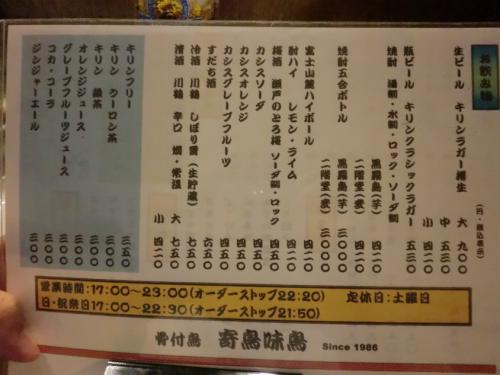 お飲み物
(円・税込表示)
生ビール キリンラガー樽生
大 九〇〇
中 五三〇
小 四二〇
瓶ビール キリンクラシックラガー 五三〇
焼酎 湯割・水割・ロック・ソーダ割
黒霧島(芋) 四二〇
二階堂(麦) 四二〇
焼酎五合ボトル
黒霧島(芋) 三〇〇〇
二階堂(麦) 三〇〇〇
富士山麓ハイボール 四二〇
酎ハイ レモン・ライム 四二〇
梅酒 瀬戸のとろ梅 ソーダ割・ロック 四五〇
カシスソーダ 四五〇
カシスオレンジ 四五〇
カシスグレープフルーツ 四五〇
すだち酒 六五〇
冷酒 川鶴 しぼり酒(生貯蔵) 七五〇
清酒 川鶴 辛口 燗・常温
大 七五〇
小 四二〇
キリンフリー 三五〇
キリン ウーロン茶 三〇〇
キリン 緑茶 三〇〇
オレンジジュース 三〇〇
グレープフルーツジュース 三〇〇
コカ・コーラ 三〇〇
ジンジャーエール 三〇〇
営業時間:17:00〜23:00(オーダーストップ22:20) 定休日:土曜日
日・祝祭日17:00〜22:30(オーダーストップ21:50)
骨付鳥 寄鳥味鳥 Since 1986